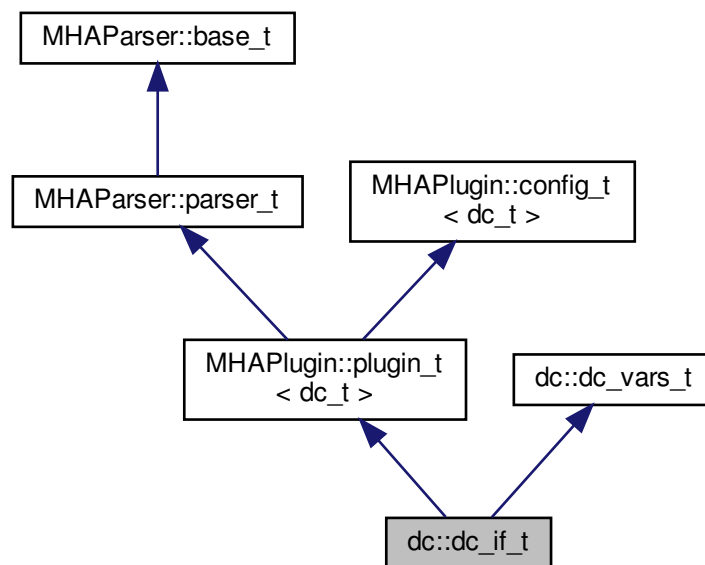 MHAParser::base_t
MHAParser::parser_t
MHAPlugin::config_t
< dc_t >
MHAPlugin::plugin_t
< dc_t >
dc::dc_vars_t
dc::dc_if_t